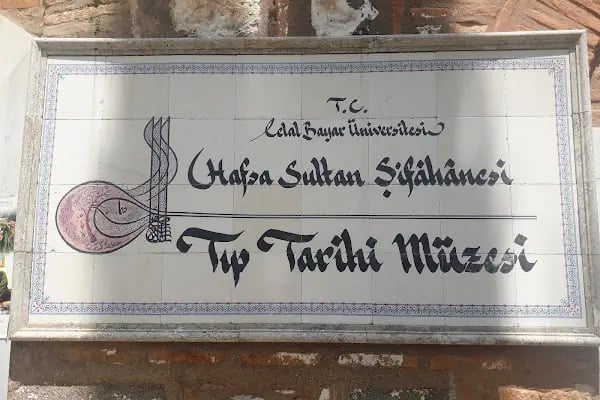 T.C.
Celal Bayar Üniversitesi
Hafsa Sultan Şifâhânesi
Tıp Tarihi Müzesi